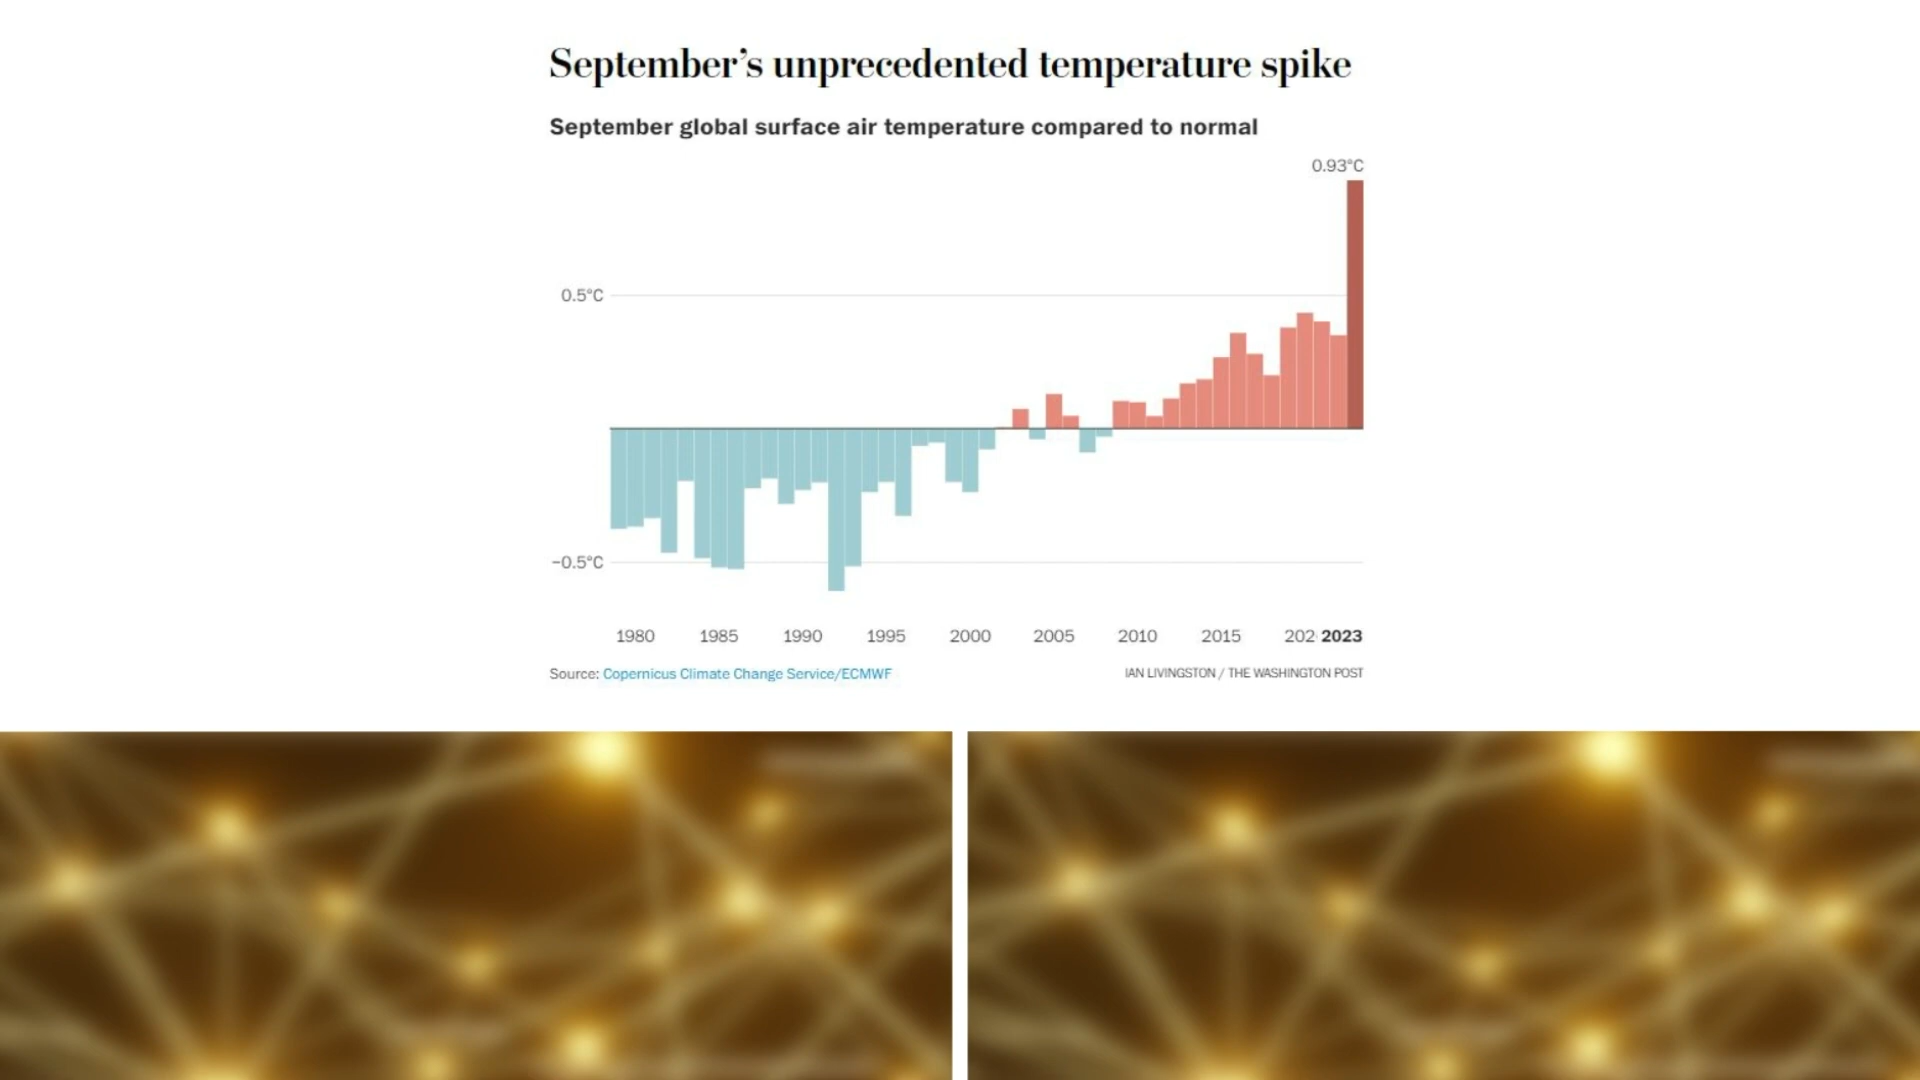 September's unprecedented temperature spike
September global surface air temperature compared to normal
0.93°C
0.5°C
−0.5°C
1980 1985 1990 1995 2000 2005 2010 2015 202 2023
Source: Copernicus Climate Change Service/ECMWF
IAN LIVINGSTON / THE WASHINGTON POST